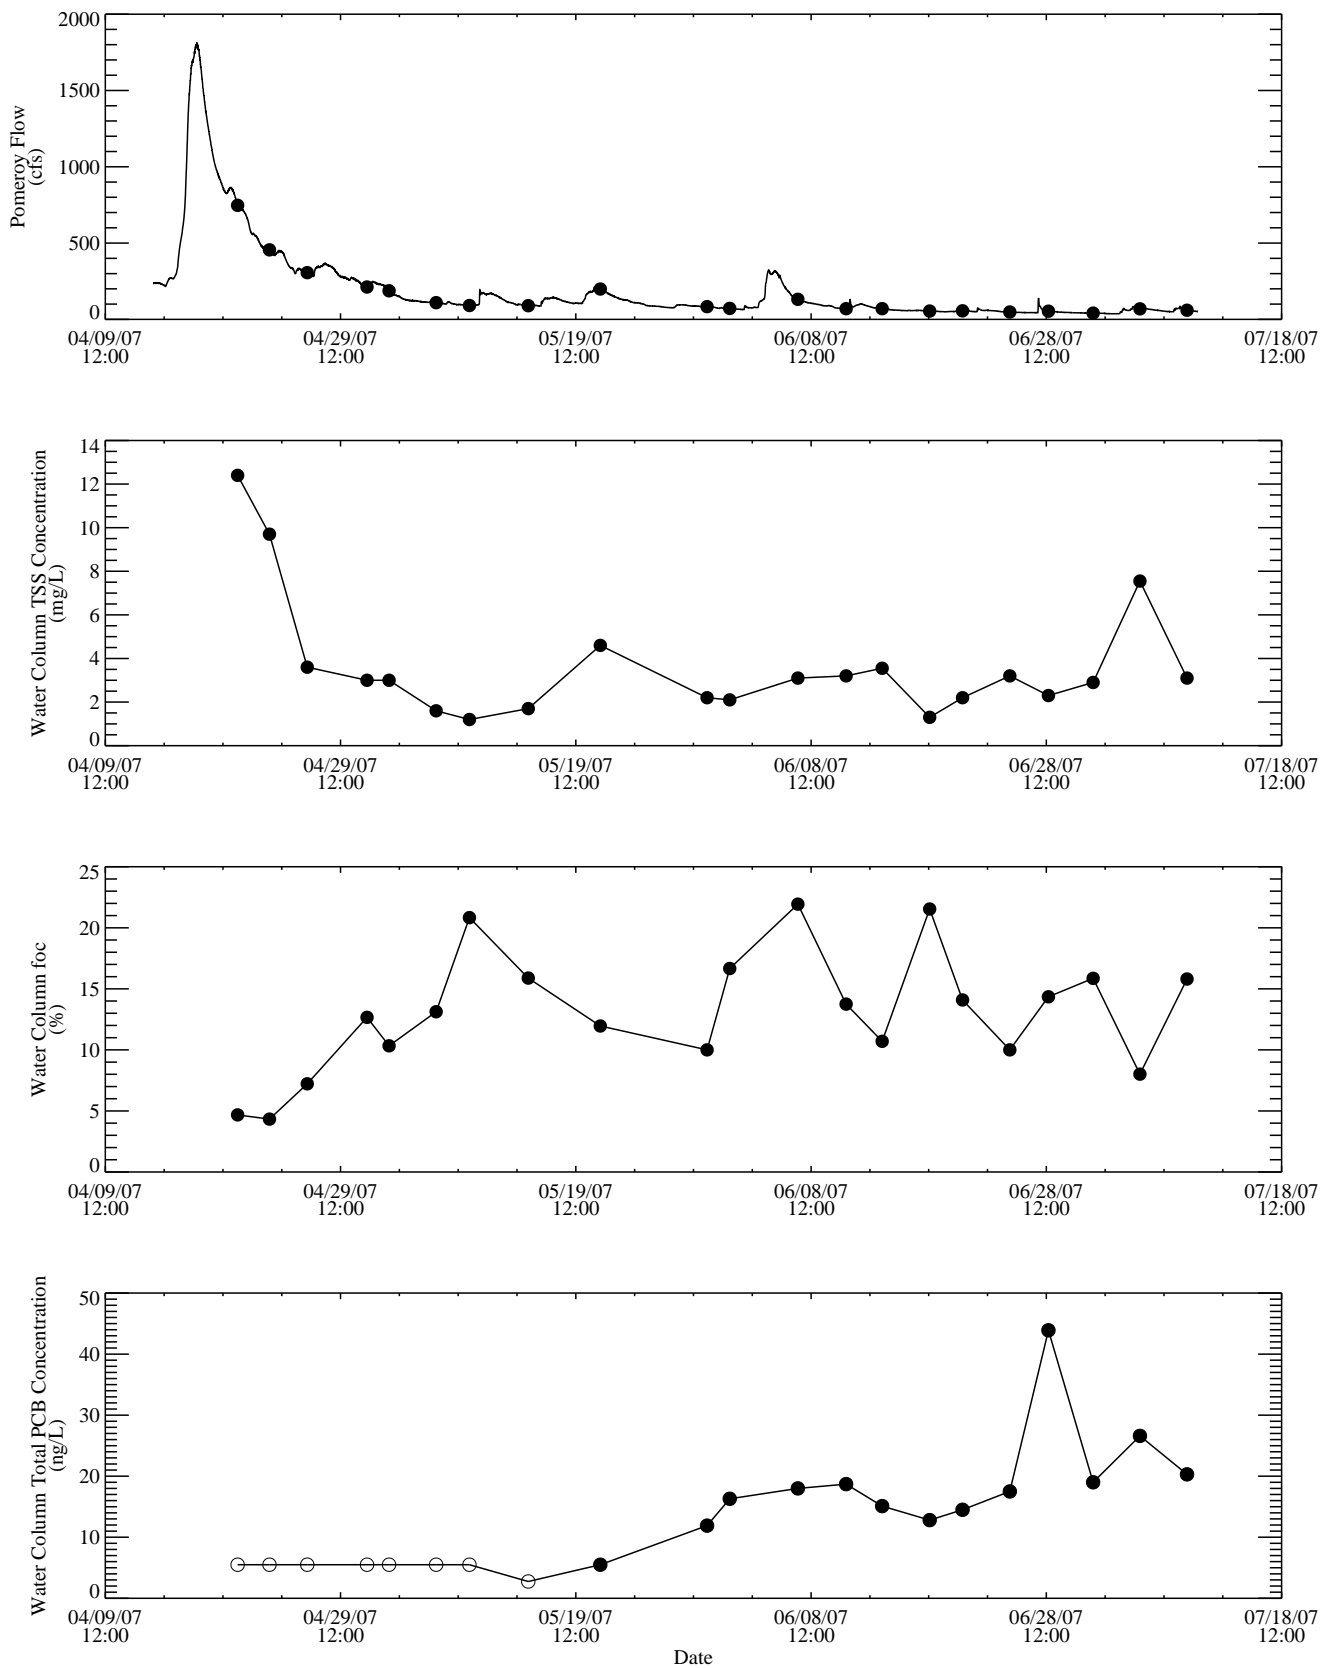 2000
1500
1000
500
0
Pomeroy Flow
(cfs)
04/09/07 04/29/07 05/19/07 06/08/07 06/28/07 07/18/07
12:00 12:00 12:00 12:00 12:00 12:00
14
12
10
8
6
4
2
0
Water Column TSS Concentration
(mg/L)
04/09/07 04/29/07 05/19/07 06/08/07 06/28/07 07/18/07
12:00 12:00 12:00 12:00 12:00 12:00
25
20
15
10
5
0
Water Column foc
(%)
04/09/07 04/29/07 05/19/07 06/08/07 06/28/07 07/18/07
12:00 12:00 12:00 12:00 12:00 12:00
50
40
30
20
10
0
Water Column Total PCB Concentration
(ng/L)
04/09/07 04/29/07 05/19/07 06/08/07 06/28/07 07/18/07
12:00 12:00 12:00 12:00 12:00 12:00
Date